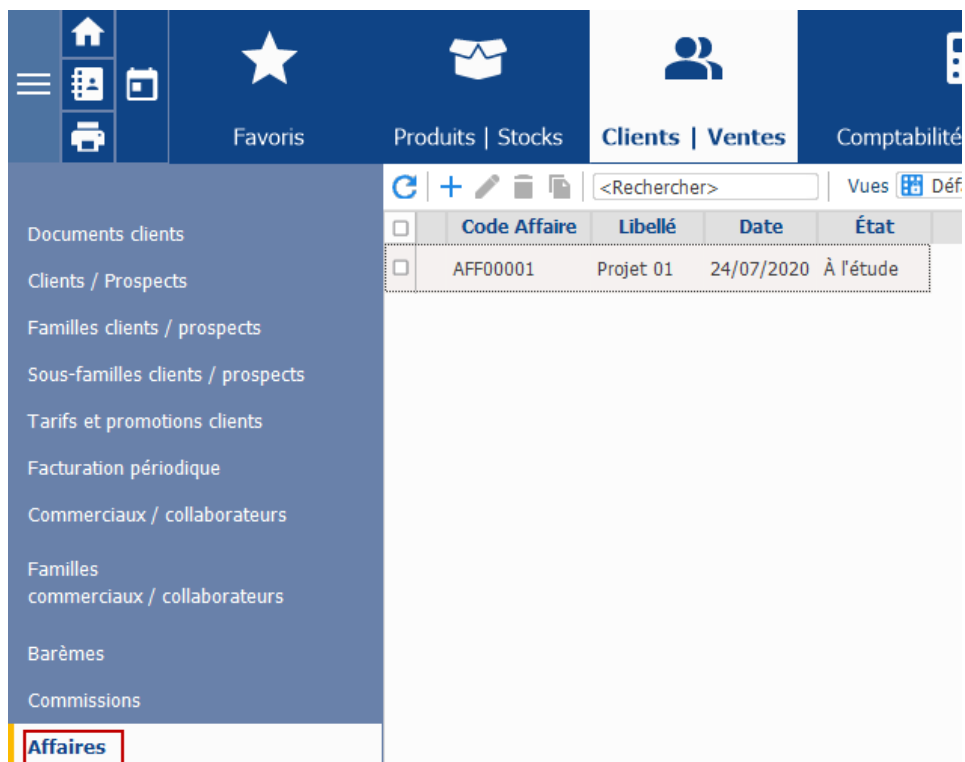 Favoris
Produits | Stocks
Clients | Ventes
Comptabilité
<Rechercher>
Vues
Code Affaire Libellé Date État
AFF00001 Projet 01 24/07/2020 À l'étude
Documents clients
Clients / Prospects
Familles clients / prospects
Sous-familles clients / prospects
Tarifs et promotions clients
Facturation périodique
Commerciaux / collaborateurs
Familles
commerciaux / collaborateurs
Barèmes
Commissions
Affaires